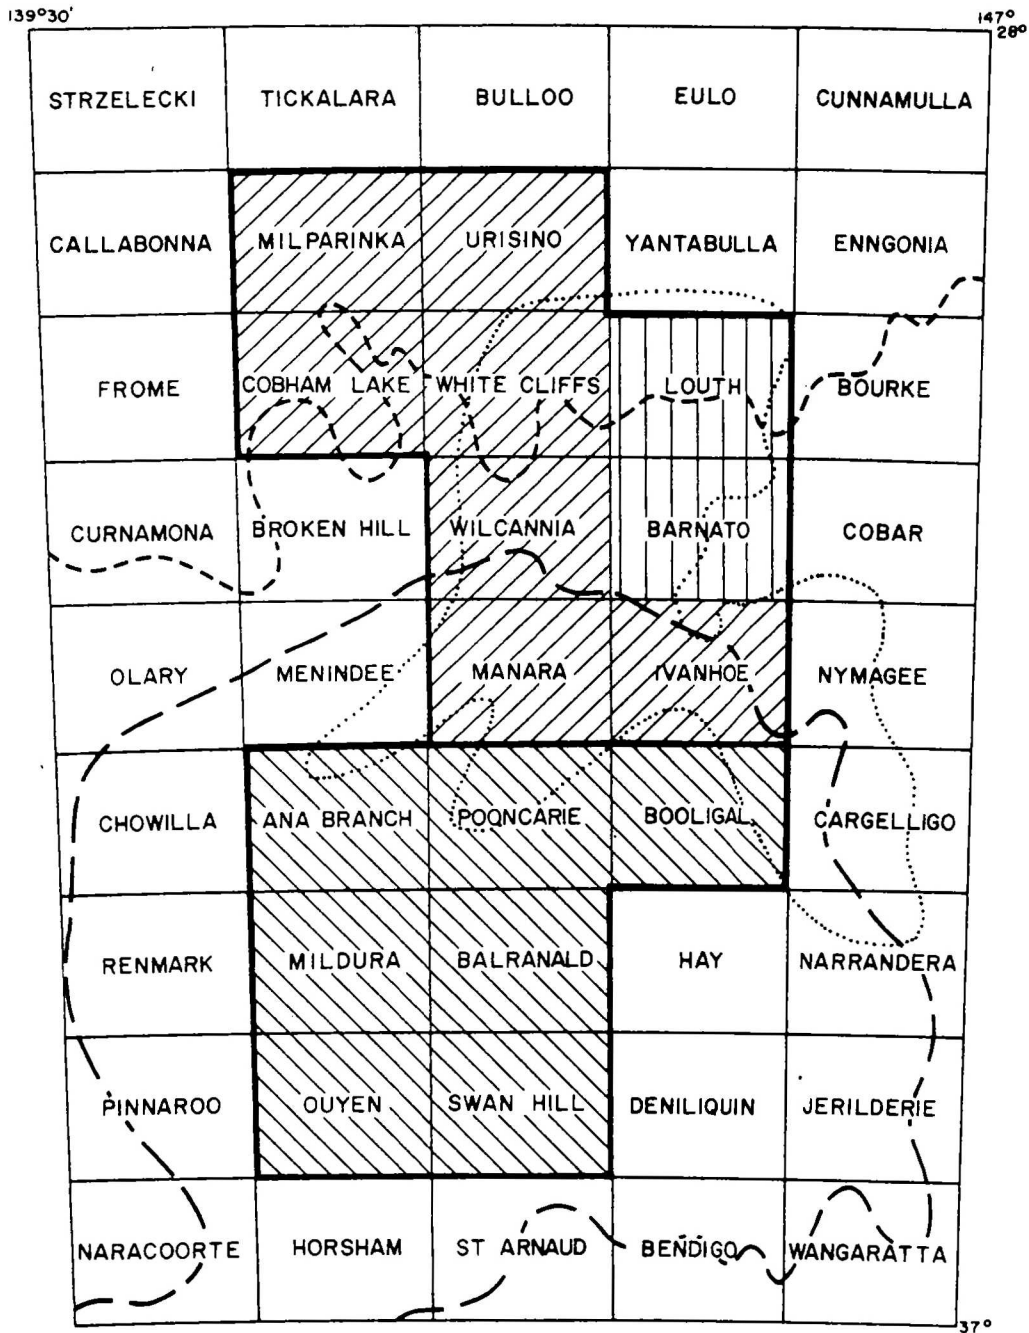 139°30' 147°
28°
STRZELECKI TICKALARA BULLOO EULO CUNNAMULLA
CALLABONNA MILPARINKA URISINO YANTABULLA ENNGONIA
FROME COBHAM LAKE WHITE CLIFFS LOUTH BOURKE
CURNAMONA BROKEN HILL WILCANNIA BARNATO COBAR
OLARY MENINDEE MANARA IVANHOE NYMAGEE
CHOWILLA ANA BRANCH POONCARIE BOOLIGAL CARGELLIGO
RENMARK MILDURA BALRANALD HAY NARRANDERA
PINNAROO OUYEN SWAN HILL DENILIQUIN JERILDERIE
NARACOORTE HORSHAM ST ARNAUD BENDIGO WANGARATTA
37°